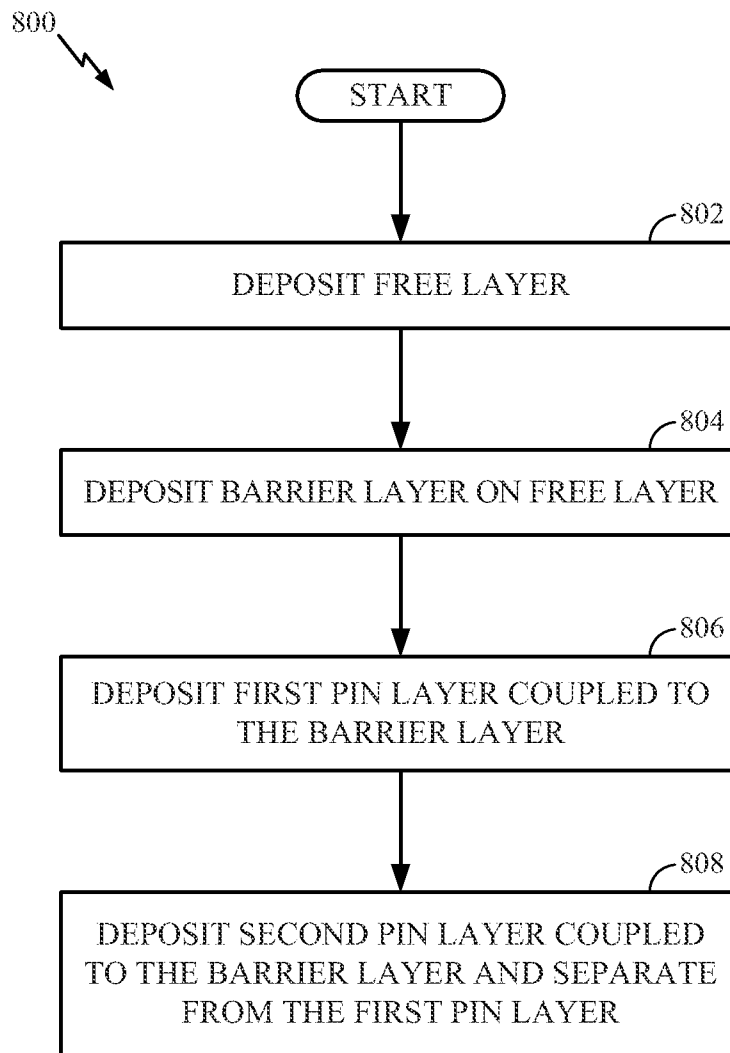 800
START
802
DEPOSIT FREE LAYER
804
DEPOSIT BARRIER LAYER ON FREE LAYER
806
DEPOSIT FIRST PIN LAYER COUPLED TO
THE BARRIER LAYER
808
DEPOSIT SECOND PIN LAYER COUPLED
TO THE BARRIER LAYER AND SEPARATE
FROM THE FIRST PIN LAYER